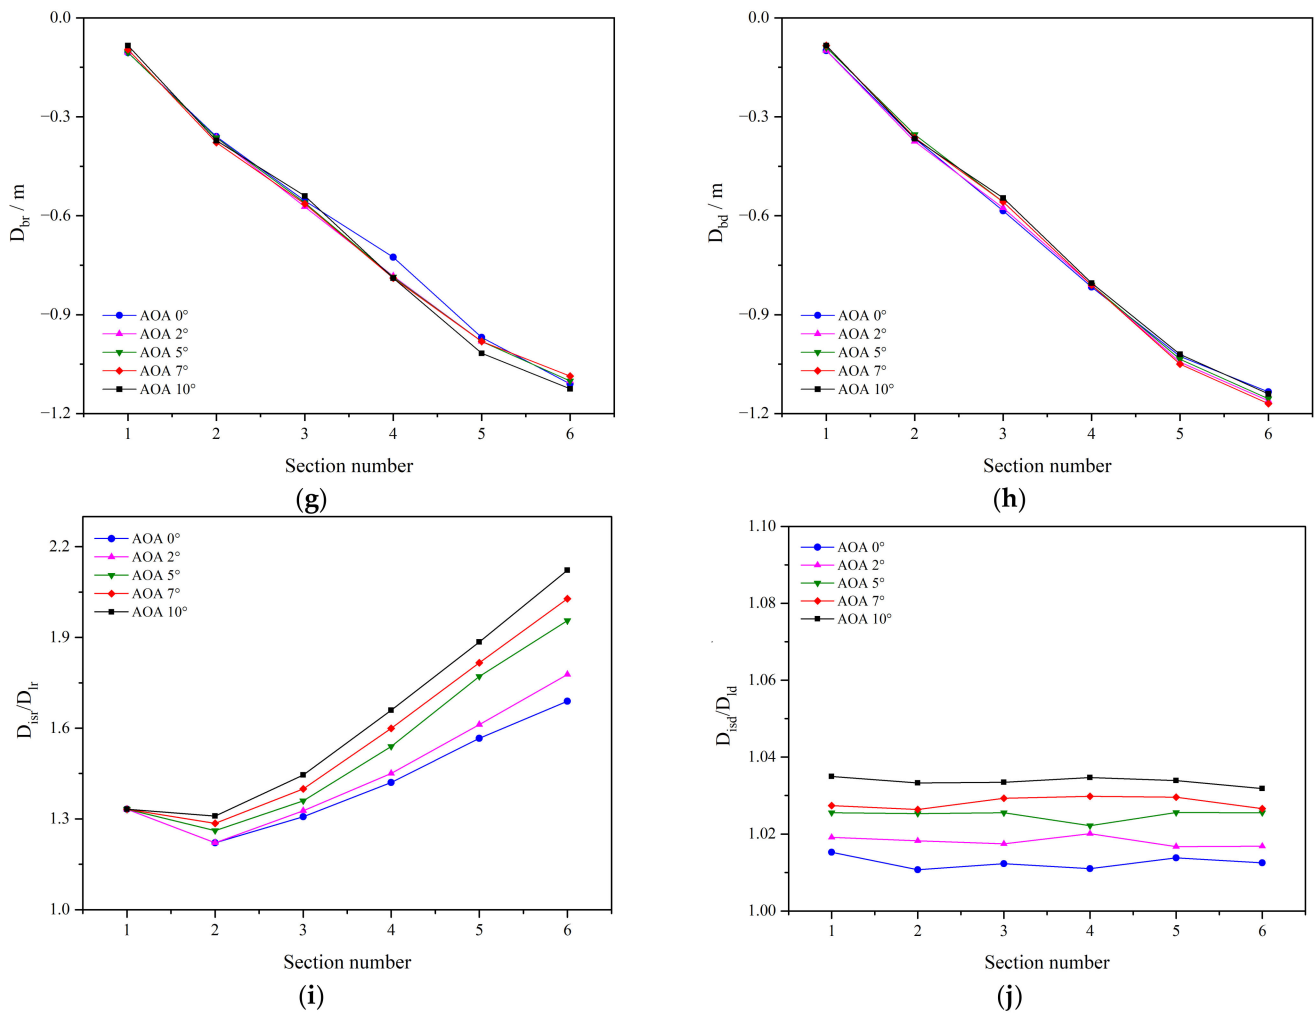 0.0
−0.3
−0.6
−0.9
−1.2
D_br / m
AOA 0°
AOA 2°
AOA 5°
AOA 7°
AOA 10°
1 2 3 4 5 6
Section number
(g)
0.0
−0.3
−0.6
−0.9
−1.2
D_bd / m
AOA 0°
AOA 2°
AOA 5°
AOA 7°
AOA 10°
1 2 3 4 5 6
Section number
(h)
2.2
1.9
1.6
1.3
1.0
D_isr/D_lr
AOA 0°
AOA 2°
AOA 5°
AOA 7°
AOA 10°
1 2 3 4 5 6
Section number
(i)
1.10
1.08
1.06
1.04
1.02
1.00
D_isd/D_ld
AOA 0°
AOA 2°
AOA 5°
AOA 7°
AOA 10°
1 2 3 4 5 6
Section number
(j)